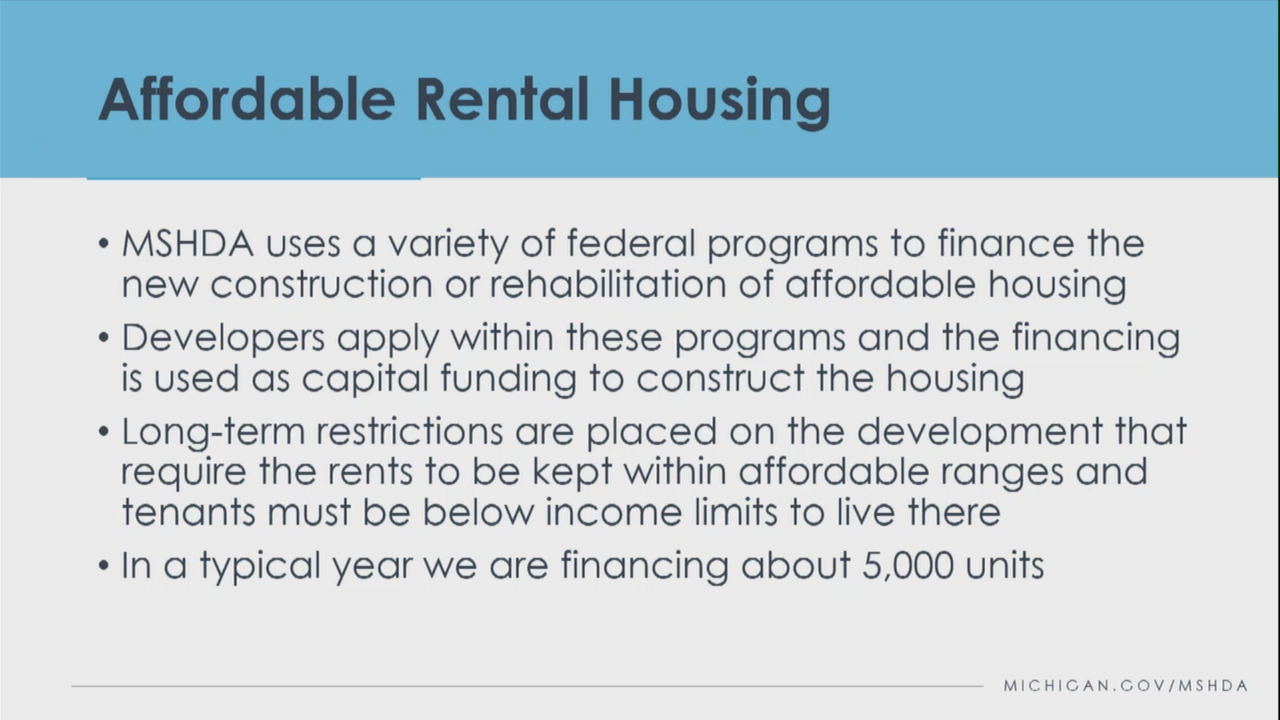 Affordable Rental Housing
• MSHDA uses a variety of federal programs to finance the
new construction or rehabilitation of affordable housing
• Developers apply within these programs and the financing
is used as capital funding to construct the housing
• Long-term restrictions are placed on the development that
require the rents to be kept within affordable ranges and
tenants must be below income limits to live there
• In a typical year we are financing about 5,000 units
MICHIGAN.GOV/MSHDA